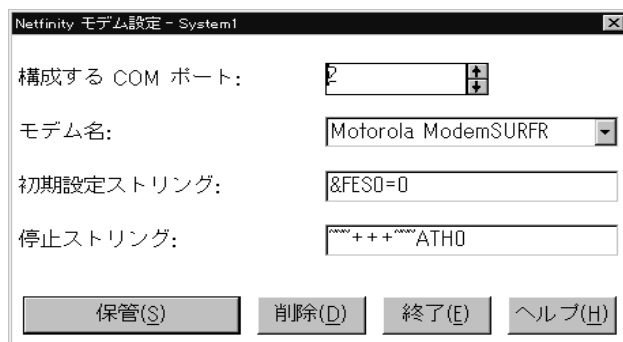 Netfinity モデム設定 - System1
構成する COM ポート: 2
モデム名: Motorola ModemSURFR
初期設定ストリング: &FES0=0
停止ストリング: ~~~+++~~~ATH0
保管(S) 削除(D) 終了(E) ヘルプ(H)